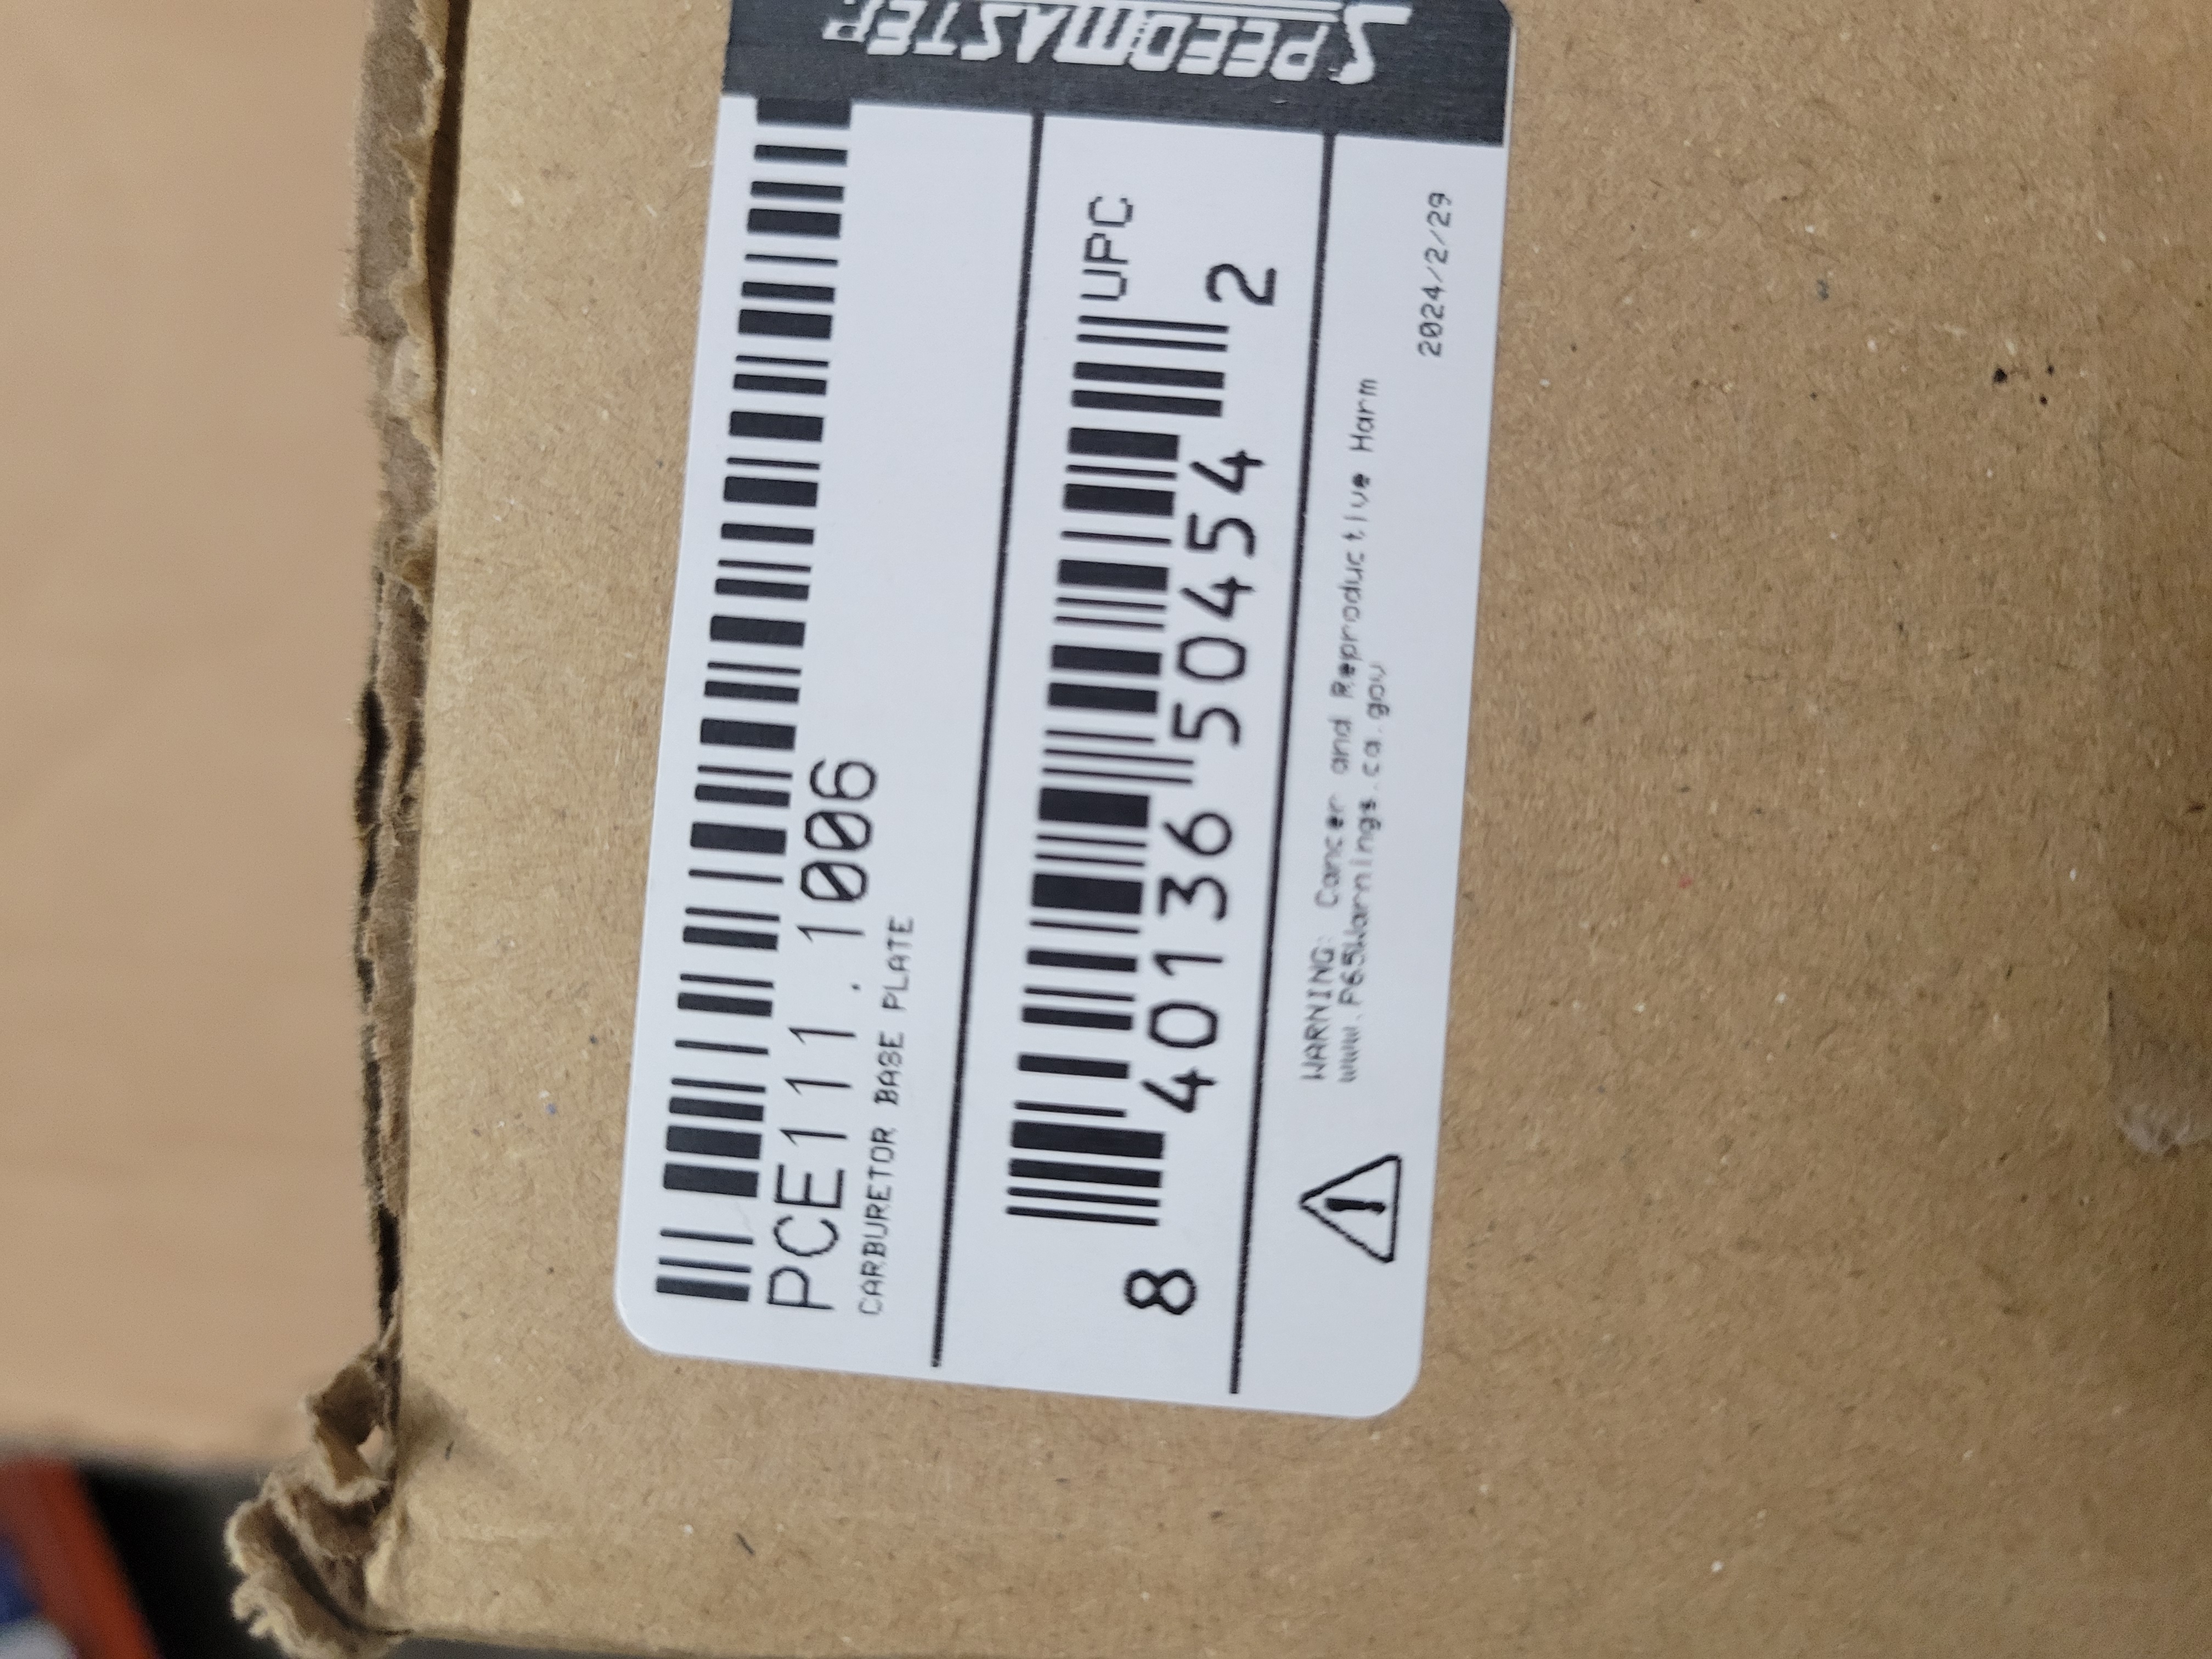 SPEEDMASTER
PCE111.1006
CARBURETOR BASE PLATE
UPC
8 40136 50454 2
WARNING: Cancer and Reproductive Harm
www.P65Warnings.ca.gov
2024/2/29